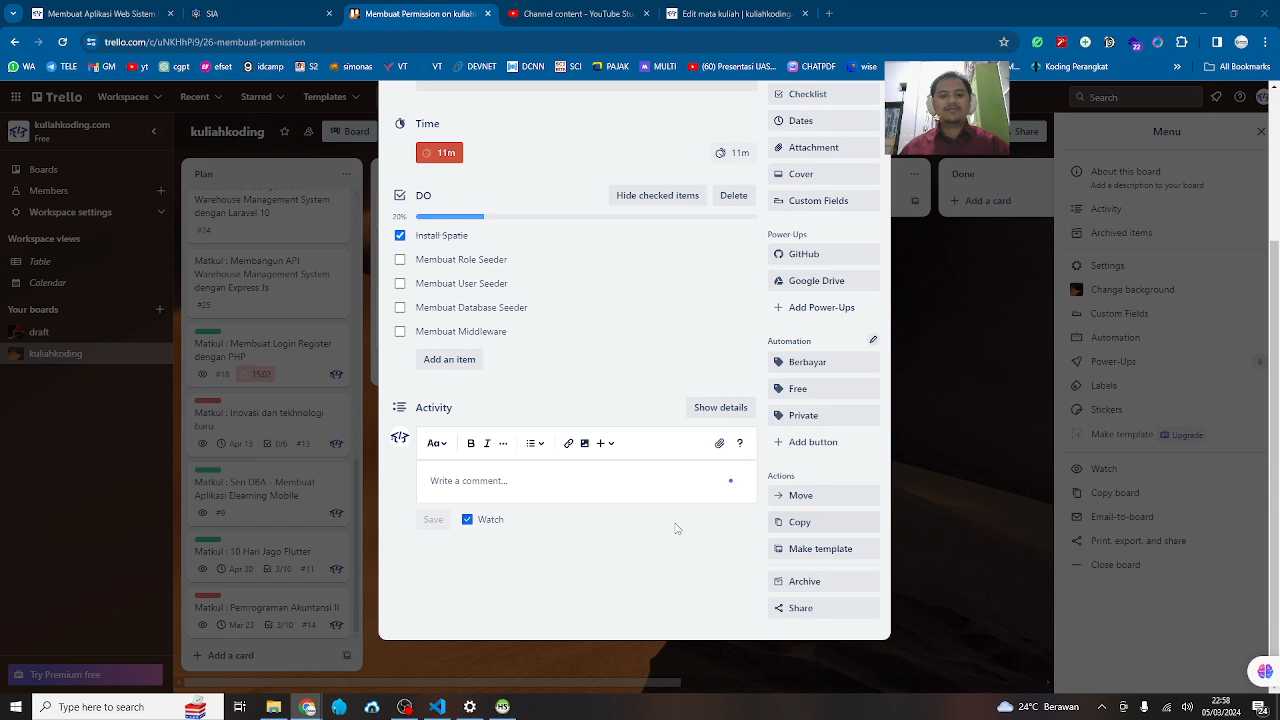 Membuat permission | kuliah
SIA
Membangun Web Sistem
Channel content - YouTube Stu
Edit mata kuliah | kuliahkoding
trello.com/c/uNKHhPi9/26-membuat-permission
WA
TELE
GM
yt
gpt
efset
idcamp
S2
simonas
VT
VT
DEVNET
DCNN
SCI
PAJAK
MULTI
(60) Presentasi UAS...
CHATPDF
wise
Koding Perangkat
All Bookmarks
Trello
Workspaces
Recent
Starred
Templates
Search
kuliahkoding.com
Free
Boards
Members
Workspace settings
Workspace views
Table
Calendar
Your boards
draft
kuliahkoding
Try Premium free
kuliahkoding
Board
Share
Plan
Warehouse Management System
dengan Laravel 10
#24
Matkul : Membangun API
Warehouse Management System
dengan Express Js
#25
Matkul : Membuat Login Register
dengan PHP
#18
15:02
Matkul : Inovasi dan teknologi
baru
Apr 13
0/6
#13
Matkul : Seri DBA - Membuat
Aplikasi Elearning Mobile
#9
Matkul : 10 Hari Jago Flutter
Apr 30
3/10
#11
Matkul : Pemrograman Akuntansi II
Mar 23
3/10
#14
Add a card
Time
11m
11m
DO
Hide checked items
Delete
20%
Install Spatie
Membuat Role Seeder
Membuat User Seeder
Membuat Database Seeder
Membuat Middleware
Add an item
Activity
Show details
Aa
B
I
?
Write a comment...
Save
Watch
Checklist
Dates
Attachment
Cover
Custom Fields
Power-Ups
GitHub
Google Drive
Add Power-Ups
Automation
Berbayar
Free
Private
Add button
Actions
Move
Copy
Make template
Archive
Share
Done
Add a card
Menu
About this board
Add a description to your board
Activity
Archived items
Settings
Change background
Custom Fields
Automation
Power-Ups
6
Labels
Stickers
Make template
Upgrade
Watch
Copy board
Email-to-board
Print, export, and share
Close board
Type here to search
22°C Berawan
22:58
05/03/2024